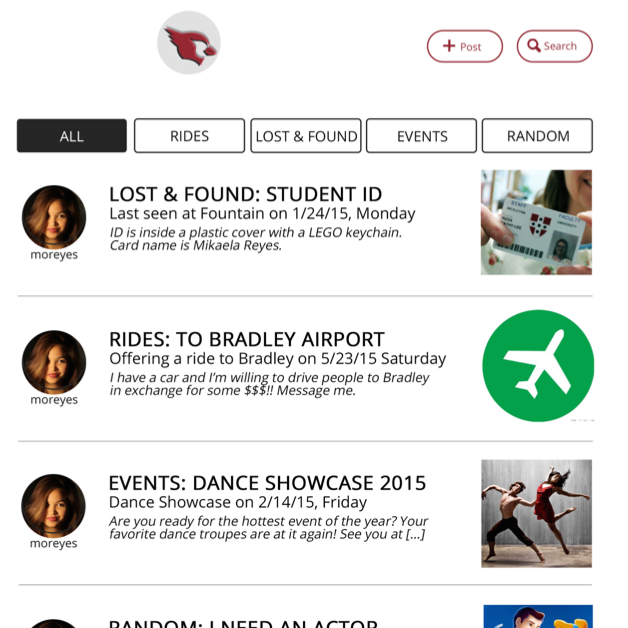 Post
Search
ALL
RIDES
LOST & FOUND
EVENTS
RANDOM
LOST & FOUND: STUDENT ID
Last seen at Fountain on 1/24/15, Monday
ID is inside a plastic cover with a LEGO keychain.
Card name is Mikaela Reyes.
moreyes
STAFF
FACULTY
RIDES: TO BRADLEY AIRPORT
Offering a ride to Bradley on 5/23/15 Saturday
I have a car and I'm willing to drive people to Bradley
in exchange for some $$$!! Message me.
moreyes
EVENTS: DANCE SHOWCASE 2015
Dance Showcase on 2/14/15, Friday
Are you ready for the hottest event of the year? Your
favorite dance troupes are at it again! See you at [...]
moreyes
RANDOM: I NEED AN ACTOR